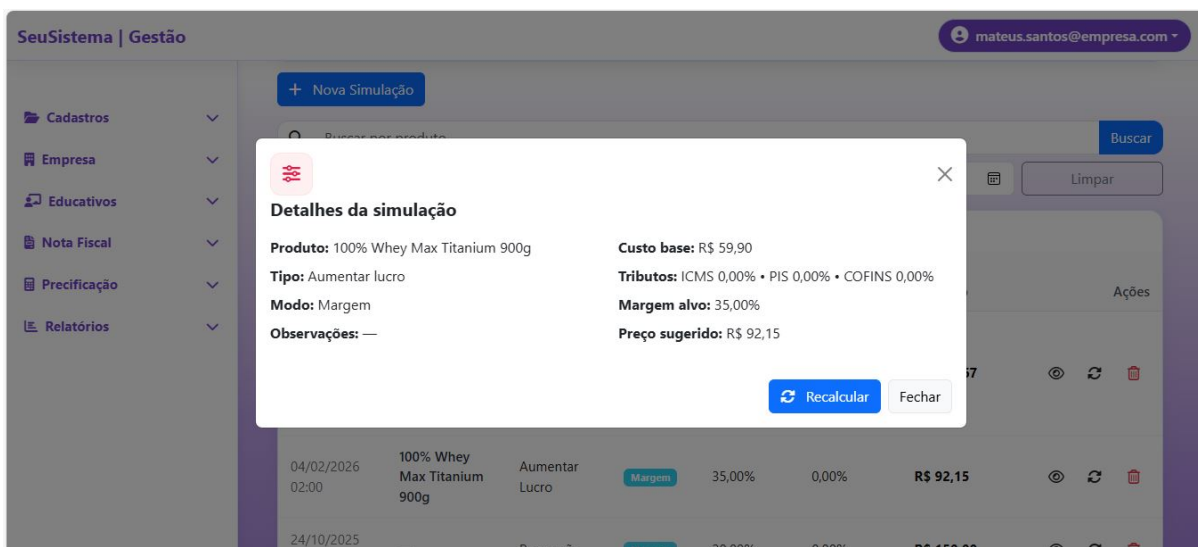 SeuSistema | Gestão
mateus.santos@empresa.com
+ Nova Simulação
Cadastros
Buscar por produto
Buscar
Empresa
Limpar
Educativos
Nota Fiscal
Precificação
Relatórios
Detalhes da simulação
Produto: 100% Whey Max Titanium 900g
Custo base: R$ 59,90
Tipo: Aumentar lucro
Tributos: ICMS 0,00% • PIS 0,00% • COFINS 0,00%
Modo: Margem
Margem alvo: 35,00%
Observações: —
Preço sugerido: R$ 92,15
Recalcular
Fechar
Ações
04/02/2026
02:00
100% Whey
Max Titanium
900g
Aumentar
Lucro
Margem
35,00%
0,00%
R$ 92,15
24/10/2025